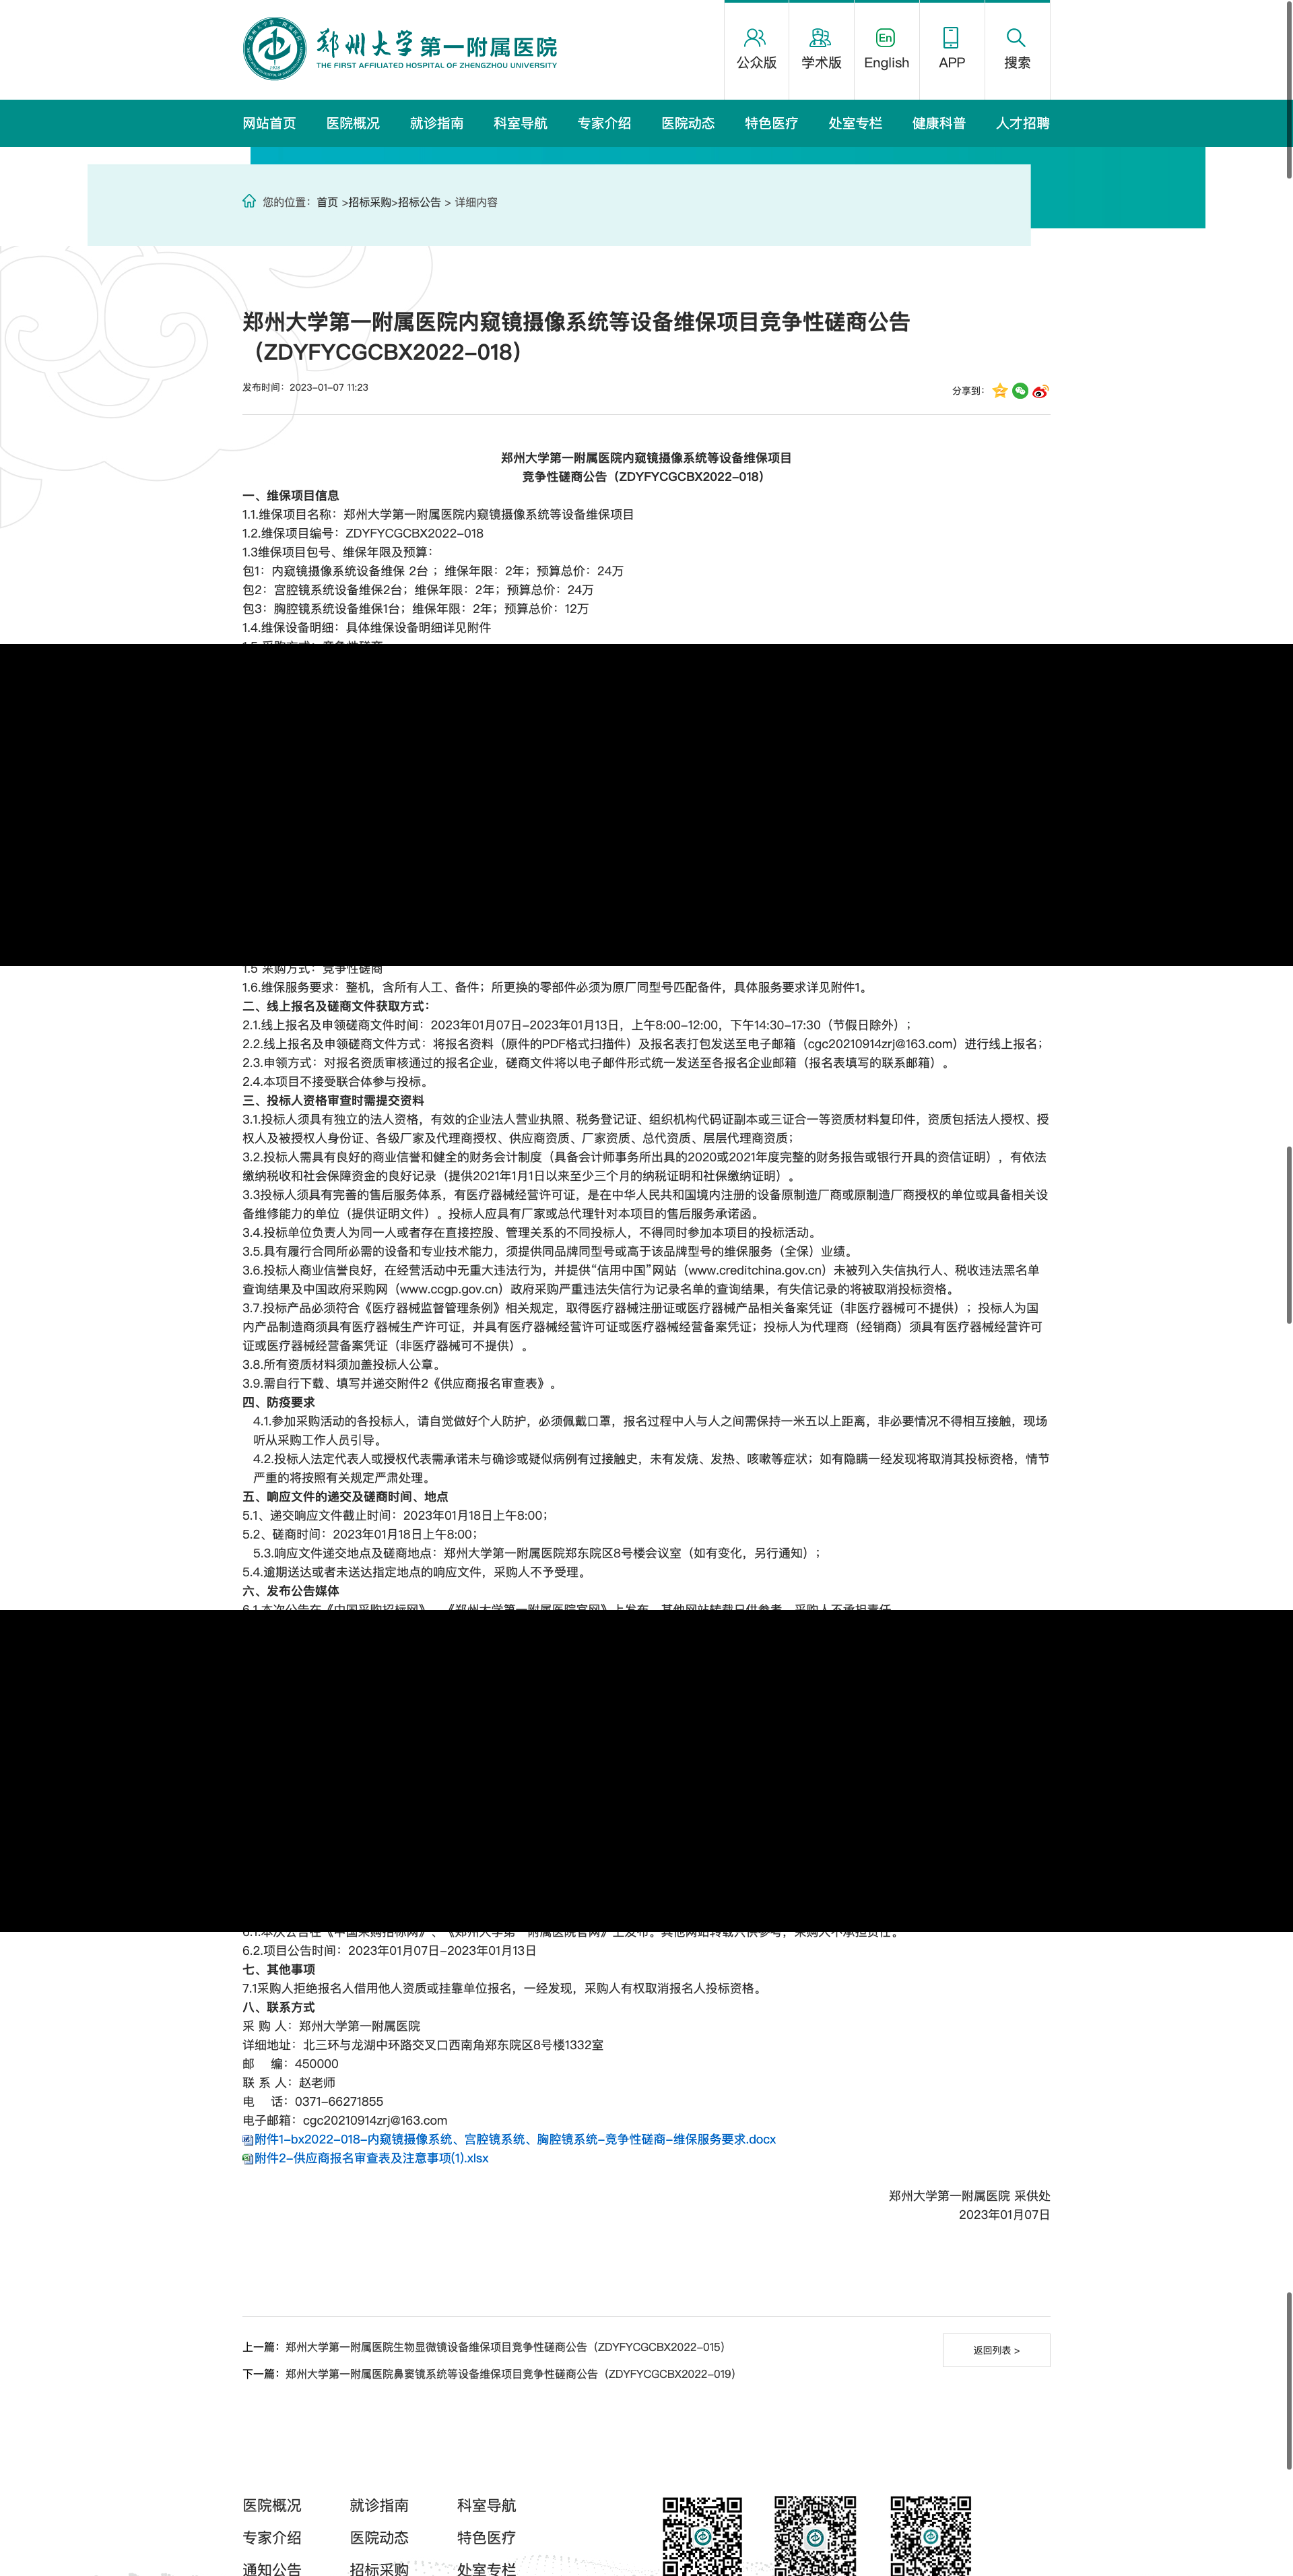 郑州大学第一附属医院
THE FIRST AFFILIATED HOSPITAL OF ZHENGZHOU UNIVERSITY
公众版
学术版
En
English
APP
搜索
网站首页 医院概况 就诊指南 科室导航 专家介绍 医院动态 特色医疗 处室专栏 健康科普 人才招聘
您的位置：首页 >招标采购>招标公告 > 详细内容
郑州大学第一附属医院内窥镜摄像系统等设备维保项目竞争性磋商公告
（ZDYFYCGCBX2022-018）
发布时间：2023-01-07 11:23
分享到：
郑州大学第一附属医院内窥镜摄像系统等设备维保项目
竞争性磋商公告（ZDYFYCGCBX2022-018）
一、维保项目信息
1.1.维保项目名称：郑州大学第一附属医院内窥镜摄像系统等设备维保项目
1.2.维保项目编号：ZDYFYCGCBX2022-018
1.3维保项目包号、维保年限及预算：
包1：内窥镜摄像系统设备维保 2台 ；维保年限：2年；预算总价：24万
包2：宫腔镜系统设备维保2台；维保年限：2年；预算总价：24万
包3：胸腔镜系统设备维保1台；维保年限：2年；预算总价：12万
1.4.维保设备明细：具体维保设备明细详见附件
1.5 采购方式：竞争性磋商
1.6.维保服务要求：整机，含所有人工、备件；所更换的零部件必须为原厂同型号匹配备件，具体服务要求详见附件1。
二、线上报名及磋商文件获取方式：
2.1.线上报名及申领磋商文件时间：2023年01月07日-2023年01月13日，上午8:00-12:00，下午14:30-17:30（节假日除外）；
2.2.线上报名及申领磋商文件方式：将报名资料（原件的PDF格式扫描件）及报名表打包发送至电子邮箱（cgc20210914zrj@163.com）进行线上报名；
2.3.申领方式：对报名资质审核通过的报名企业，磋商文件将以电子邮件形式统一发送至各报名企业邮箱（报名表填写的联系邮箱）。
2.4.本项目不接受联合体参与投标。
三、投标人资格审查时需提交资料
3.1.投标人须具有独立的法人资格，有效的企业法人营业执照、税务登记证、组织机构代码证副本或三证合一等资质材料复印件，资质包括法人授权、授
权人及被授权人身份证、各级厂家及代理商授权、供应商资质、厂家资质、总代资质、层层代理商资质；
3.2.投标人需具有良好的商业信誉和健全的财务会计制度（具备会计师事务所出具的2020或2021年度完整的财务报告或银行开具的资信证明），有依法
缴纳税收和社会保障资金的良好记录（提供2021年1月1日以来至少三个月的纳税证明和社保缴纳证明）。
3.3投标人须具有完善的售后服务体系，有医疗器械经营许可证，是在中华人民共和国境内注册的设备原制造厂商或原制造厂商授权的单位或具备相关设
备维修能力的单位（提供证明文件）。投标人应具有厂家或总代理针对本项目的售后服务承诺函。
3.4.投标单位负责人为同一人或者存在直接控股、管理关系的不同投标人，不得同时参加本项目的投标活动。
3.5.具有履行合同所必需的设备和专业技术能力，须提供同品牌同型号或高于该品牌型号的维保服务（全保）业绩。
3.6.投标人商业信誉良好，在经营活动中无重大违法行为，并提供“信用中国”网站（www.creditchina.gov.cn）未被列入失信执行人、税收违法黑名单
查询结果及中国政府采购网（www.ccgp.gov.cn）政府采购严重违法失信行为记录名单的查询结果，有失信记录的将被取消投标资格。
3.7.投标产品必须符合《医疗器械监督管理条例》相关规定，取得医疗器械注册证或医疗器械产品相关备案凭证（非医疗器械可不提供）；投标人为国
内产品制造商须具有医疗器械生产许可证，并具有医疗器械经营许可证或医疗器械经营备案凭证；投标人为代理商（经销商）须具有医疗器械经营许可
证或医疗器械经营备案凭证（非医疗器械可不提供）。
3.8.所有资质材料须加盖投标人公章。
3.9.需自行下载、填写并递交附件2《供应商报名审查表》。
四、防疫要求
4.1.参加采购活动的各投标人，请自觉做好个人防护，必须佩戴口罩，报名过程中人与人之间需保持一米五以上距离，非必要情况不得相互接触，现场
听从采购工作人员引导。
4.2.投标人法定代表人或授权代表需承诺未与确诊或疑似病例有过接触史，未有发烧、发热、咳嗽等症状；如有隐瞒一经发现将取消其投标资格，情节
严重的将按照有关规定严肃处理。
五、响应文件的递交及磋商时间、地点
5.1、递交响应文件截止时间：2023年01月18日上午8:00；
5.2、磋商时间：2023年01月18日上午8:00；
5.3.响应文件递交地点及磋商地点：郑州大学第一附属医院郑东院区8号楼会议室（如有变化，另行通知）；
5.4.逾期送达或者未送达指定地点的响应文件，采购人不予受理。
六、发布公告媒体
6.1.本次公告在《中国采购招标网》、《郑州大学第一附属医院官网》上发布。其他网站转载只供参考，采购人不承担责任。
6.2.项目公告时间：2023年01月07日-2023年01月13日
七、其他事项
7.1采购人拒绝报名人借用他人资质或挂靠单位报名，一经发现，采购人有权取消报名人投标资格。
八、联系方式
采 购 人：郑州大学第一附属医院
详细地址：北三环与龙湖中环路交叉口西南角郑东院区8号楼1332室
邮 编：450000
联 系 人：赵老师
电 话：0371-66271855
电子邮箱：cgc20210914zrj@163.com
附件1-bx2022-018-内窥镜摄像系统、宫腔镜系统、胸腔镜系统-竞争性磋商-维保服务要求.docx
附件2-供应商报名审查表及注意事项(1).xlsx
郑州大学第一附属医院 采供处
2023年01月07日
上一篇：郑州大学第一附属医院生物显微镜设备维保项目竞争性磋商公告（ZDYFYCGCBX2022-015）
返回列表 >
下一篇：郑州大学第一附属医院鼻窦镜系统等设备维保项目竞争性磋商公告（ZDYFYCGCBX2022-019）
医院概况 就诊指南 科室导航
专家介绍 医院动态 特色医疗
通知公告 招标采购 处室专栏